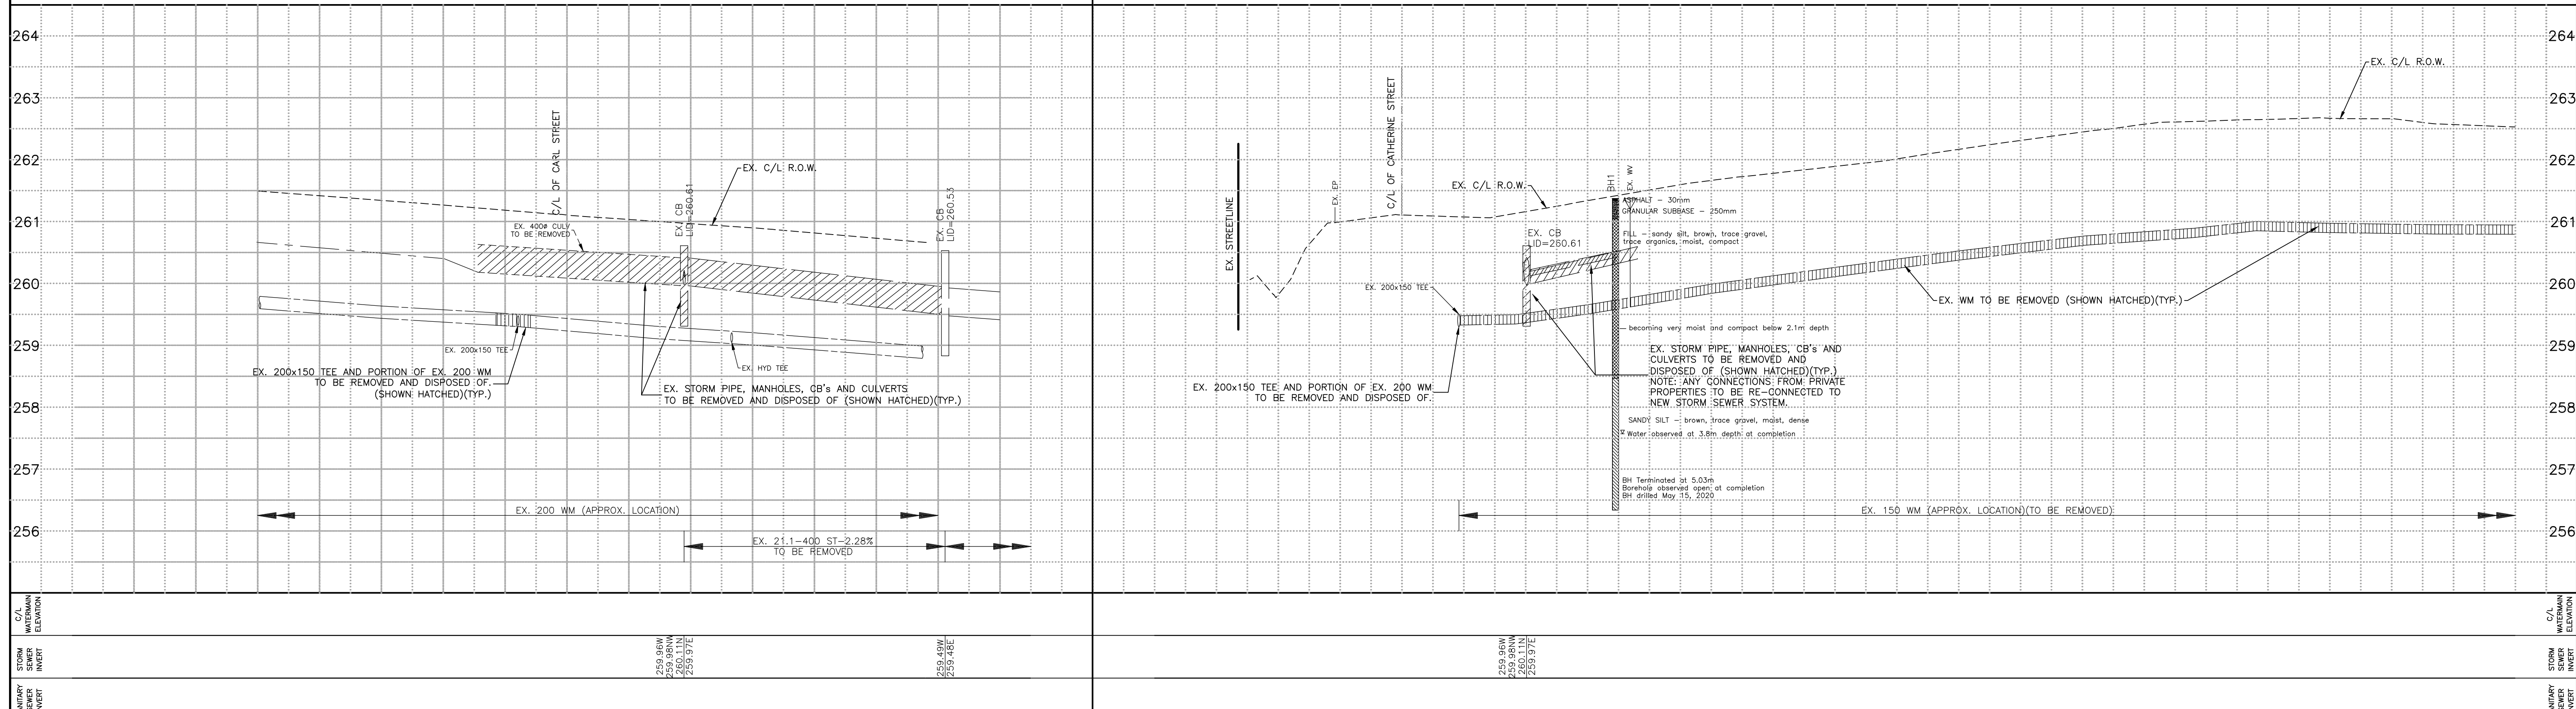 264
263
262
261
260
259
258
257
256
C/L OF CARL STREET
EX. 400ø CULV
TO BE REMOVED
EX. CB
LID=260.61
EX. C/L R.O.W.
EX. CB
LID=260.53
EX. 200x150 TEE
EX. 200x150 TEE AND PORTION OF EX. 200 WM
TO BE REMOVED AND DISPOSED OF.
(SHOWN HATCHED)(TYP.)
EX. HYD TEE
EX. STORM PIPE, MANHOLES, CB's AND CULVERTS
TO BE REMOVED AND DISPOSED OF (SHOWN HATCHED)(TYP.)
EX. 200 WM (APPROX. LOCATION)
EX. 21.1-400 ST-2.28%
TO BE REMOVED
EX. STREETLINE
EX. EP
C/L OF CATHERINE STREET
EX. C/L R.O.W.
EX. CB
LID=260.61
BH1
EX. WV
ASPHALT - 30mm
GRANULAR SUBBASE - 250mm
FILL - sandy silt, brown, trace gravel,
trace organics, moist, compact
EX. 200x150 TEE
becoming very moist and compact below 2.1m depth
EX. 200x150 TEE AND PORTION OF EX. 200 WM
TO BE REMOVED AND DISPOSED OF.
EX. STORM PIPE, MANHOLES, CB's AND
CULVERTS TO BE REMOVED AND
DISPOSED OF (SHOWN HATCHED)(TYP.)
NOTE: ANY CONNECTIONS FROM PRIVATE
PROPERTIES TO BE RE-CONNECTED TO
NEW STORM SEWER SYSTEM.
SANDY SILT - brown, trace gravel, moist, dense
Water observed at 3.8m depth at completion
BH Terminated at 5.03m
Borehole observed open at completion
BH drilled May 15, 2020
EX. 150 WM (APPROX. LOCATION)(TO BE REMOVED)
EX. WM TO BE REMOVED (SHOWN HATCHED)(TYP.)
EX. C/L R.O.W.
264
263
262
261
260
259
258
257
256
C/L
WATERMAIN
ELEVATION
STORM
SEWER
INVERT
SEWER
259.96W
259.98NW
260.11N
259.97E
259.49W
259.48E
259.96W
259.98NW
260.11N
259.97E
C/L
WATERMAIN
ELEVATION
STORM
SEWER
INVERT
SEWER